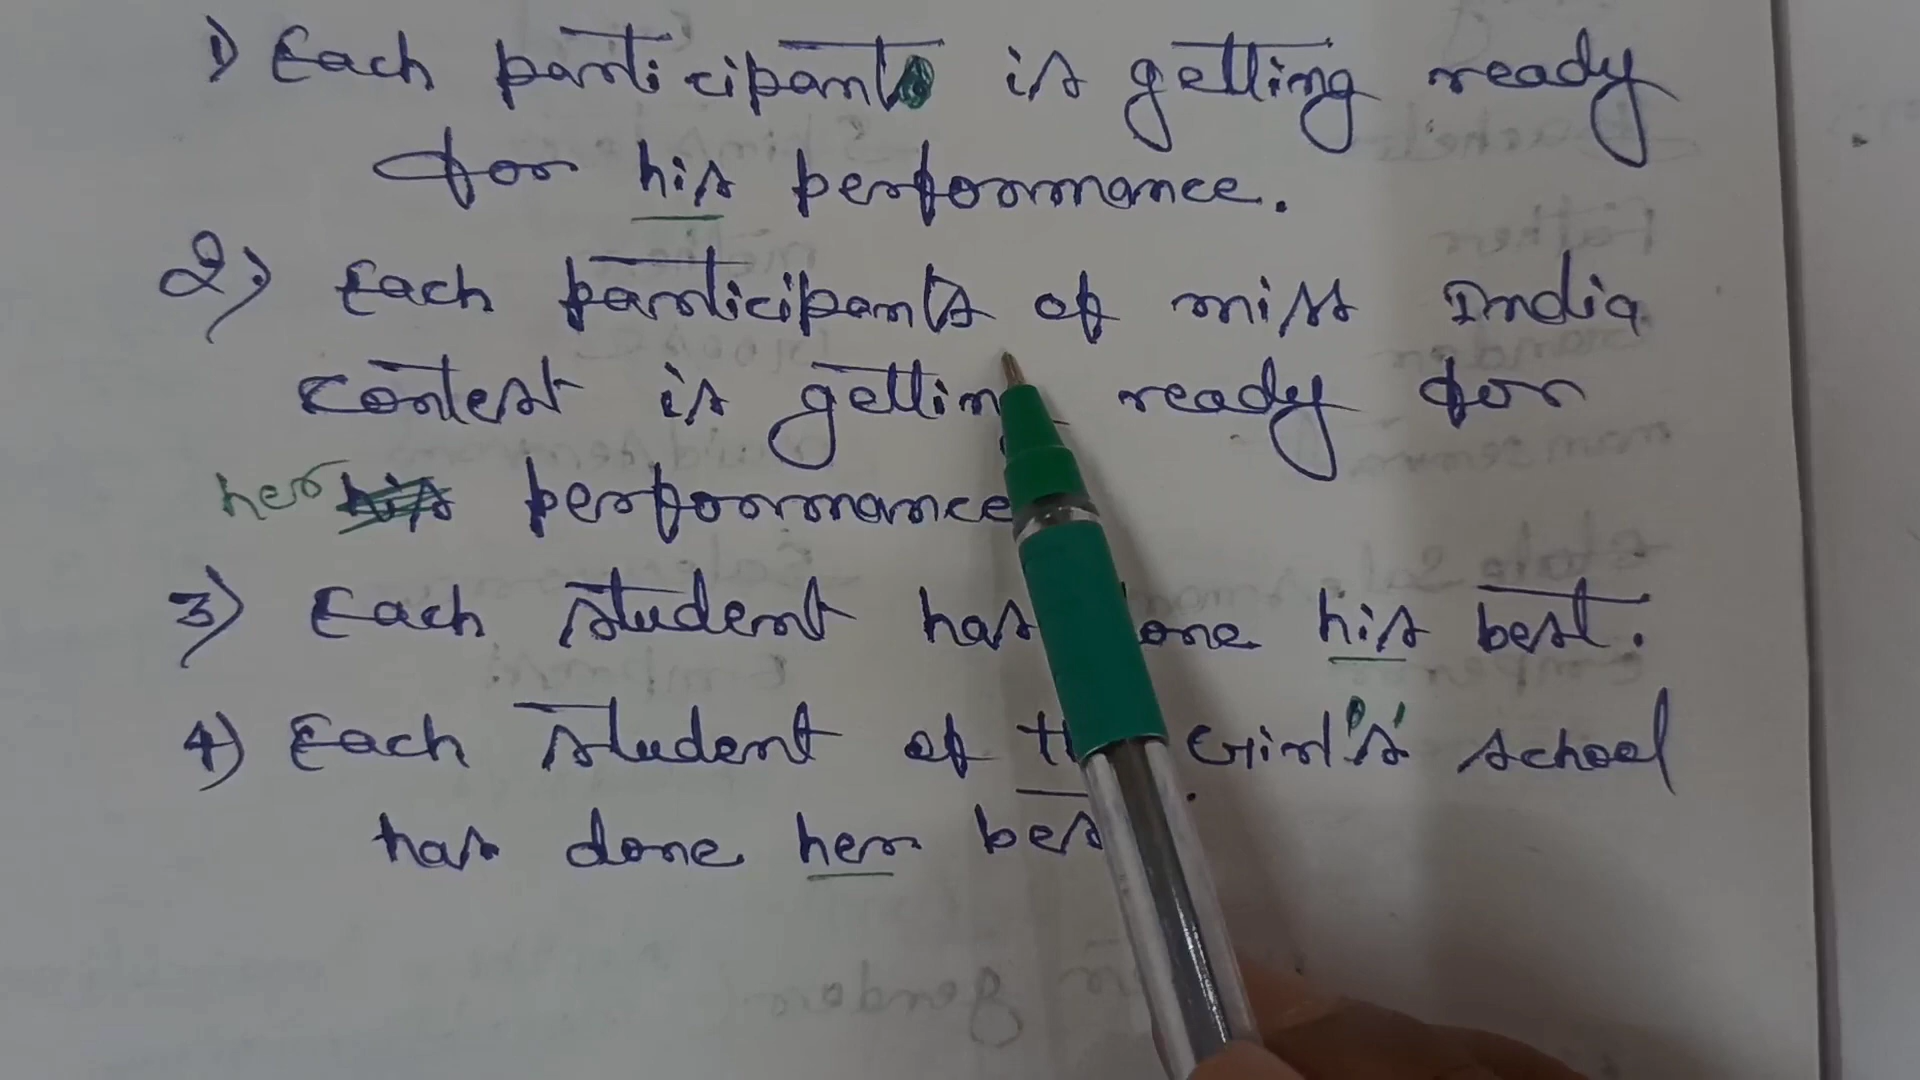 1) Each participant is getting ready
for his performance.
2) Each participants of miss India
contest is getting ready for
her his performance
3) Each student has done his best.
4) Each student of the Girl's school
has done her best
gender